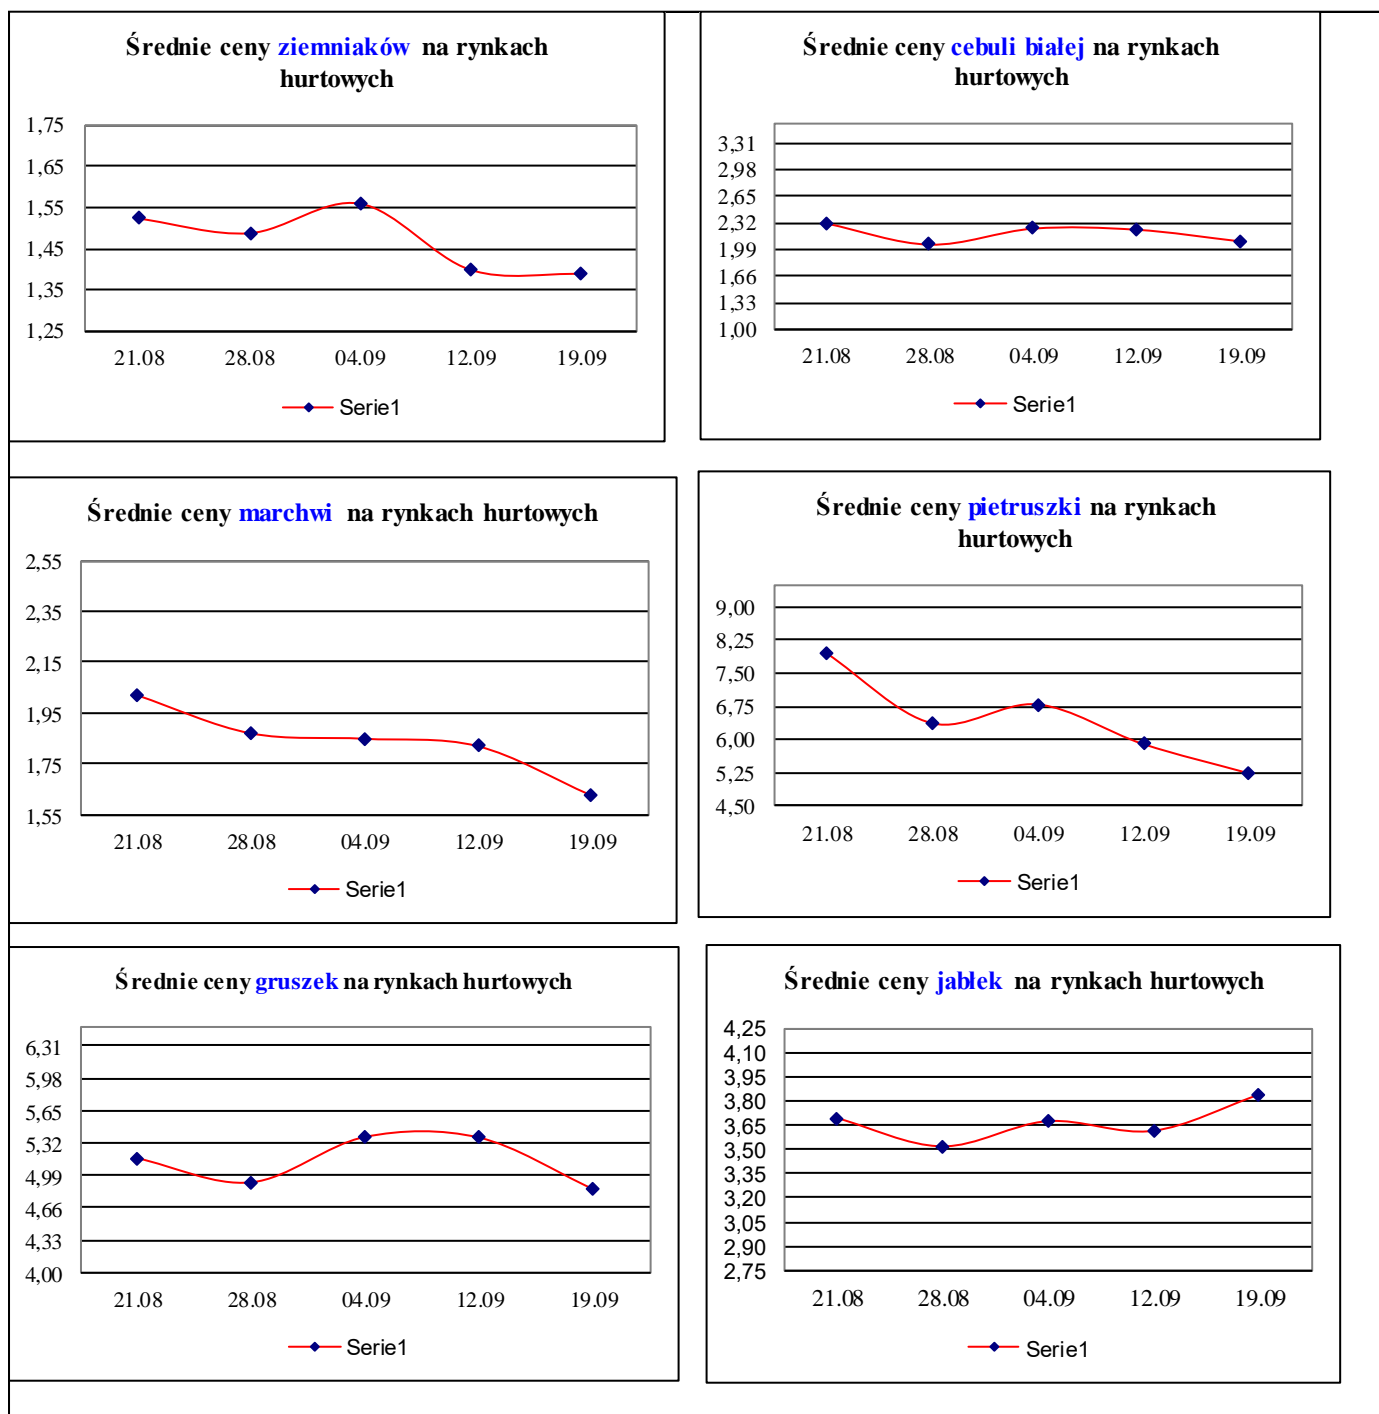 Średnie ceny ziemniaków na rynkach
hurtowych
1,75
1,65
1,55
1,45
1,35
1,25
21.08 28.08 04.09 12.09 19.09
Serie1
Średnie ceny cebuli białej na rynkach
hurtowych
3,31
2,98
2,65
2,32
1,99
1,66
1,33
1,00
21.08 28.08 04.09 12.09 19.09
Serie1
Średnie ceny marchwi na rynkach hurtowych
2,55
2,35
2,15
1,95
1,75
1,55
21.08 28.08 04.09 12.09 19.09
Serie1
Średnie ceny pietruszki na rynkach
hurtowych
9,00
8,25
7,50
6,75
6,00
5,25
4,50
21.08 28.08 04.09 12.09 19.09
Serie1
Średnie ceny gruszek na rynkach hurtowych
6,31
5,98
5,65
5,32
4,99
4,66
4,33
4,00
21.08 28.08 04.09 12.09 19.09
Serie1
Średnie ceny jabłek na rynkach hurtowych
4,25
4,10
3,95
3,80
3,65
3,50
3,35
3,20
3,05
2,90
2,75
21.08 28.08 04.09 12.09 19.09
Serie1